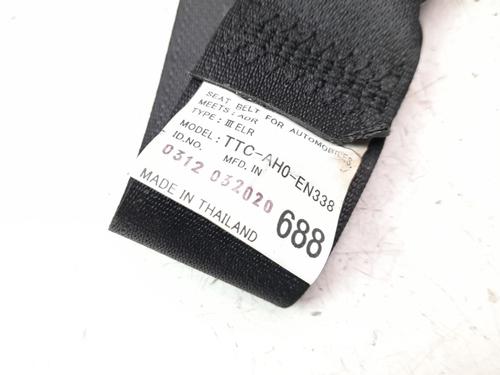 SEAT BELT FOR AUTOMOBILES
MEETS: ADR
TYPE: III ELR
MODEL: TTC-AH0-EN338
ID.NO. MFD. IN
0312 032020
MADE IN THAILAND 688